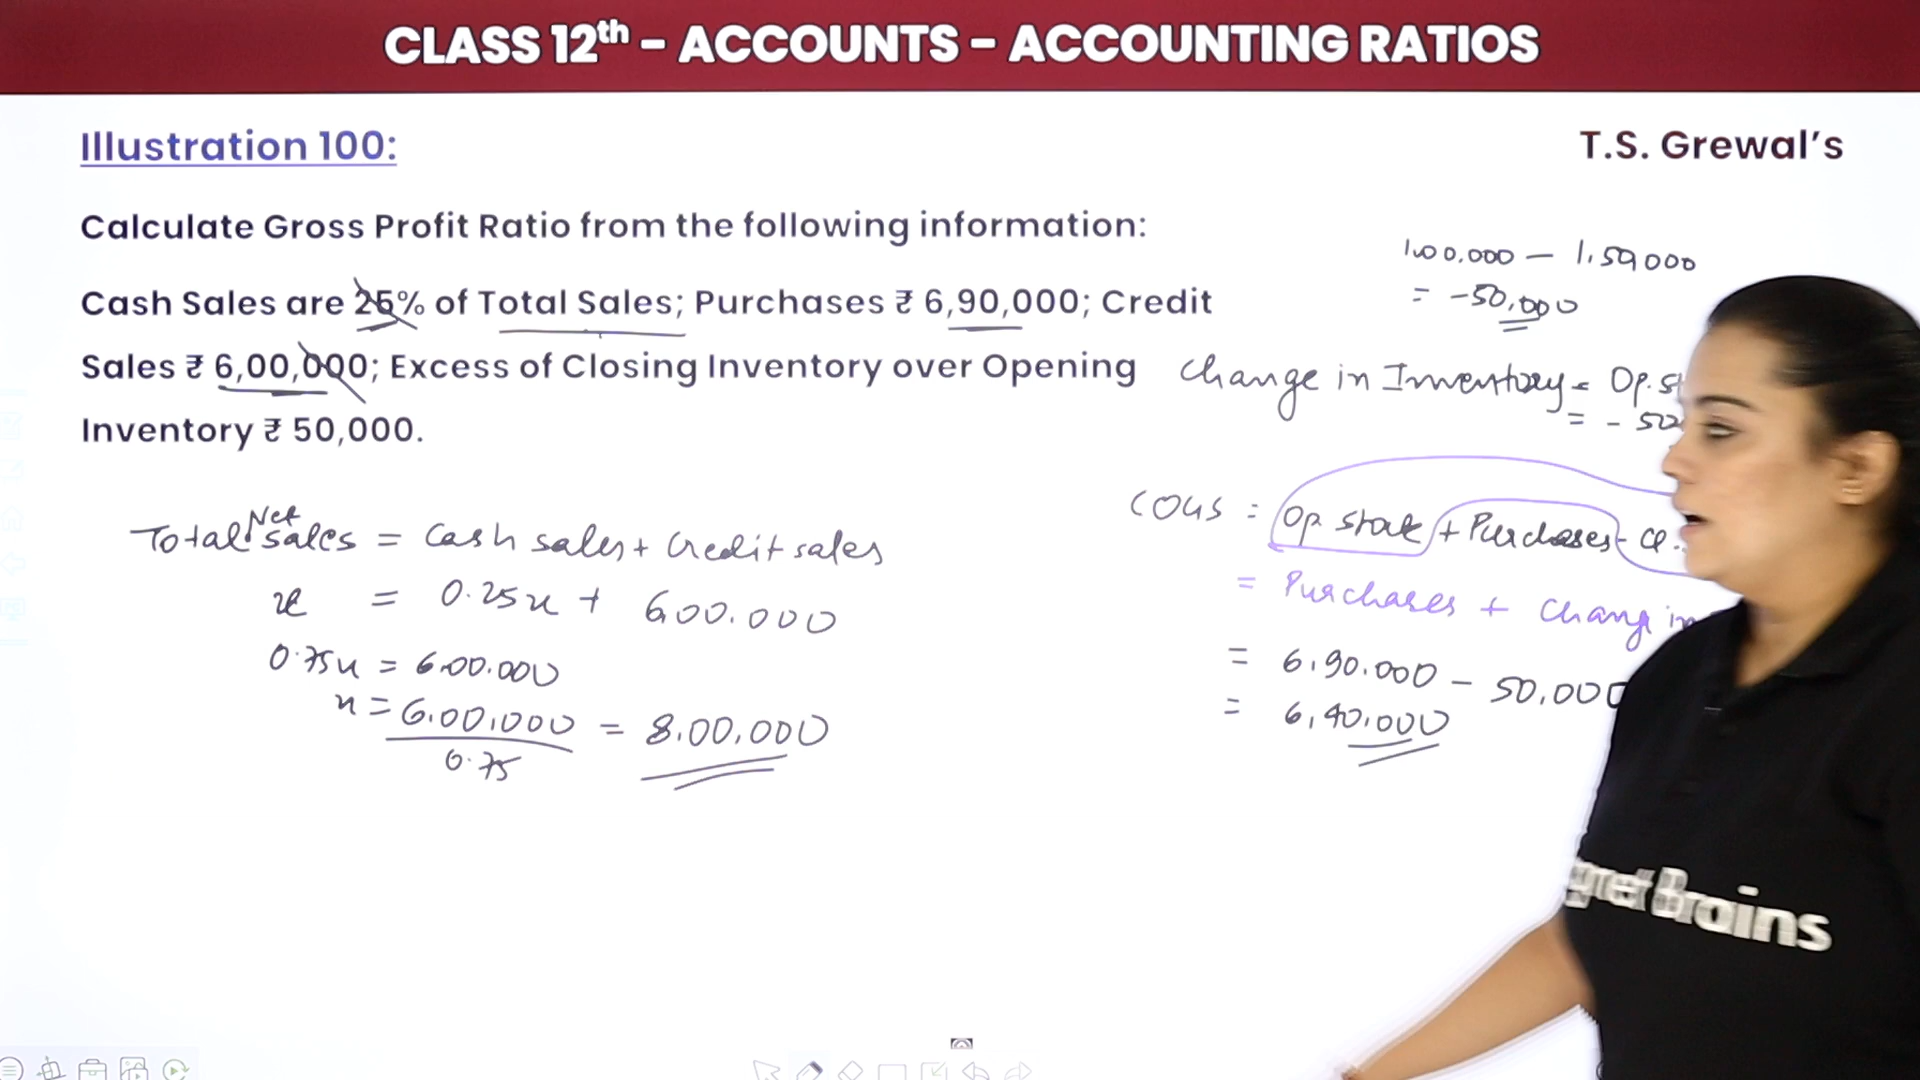 CLASS 12th - ACCOUNTS - ACCOUNTING RATIOS
Illustration 100:
T.S. Grewal's
Calculate Gross Profit Ratio from the following information:
Cash Sales are 25% of Total Sales; Purchases ₹ 6,90,000; Credit
Sales ₹ 6,00,000; Excess of Closing Inventory over Opening
Inventory ₹ 50,000.
1,00,000 - 1,50,000
= -50,000
Change in Inventory = Op. st
= - 50
Total Net sales = Cash sales + Credit sales
x = 0.25x + 600.000
0.75x = 6.00.000
x = 6,00,000 = 8,00,000
0.75
COGS = Op. stock + Purchases - Cl.
= Purchases + Chang in
= 6,90.000 - 50,000
= 6,40,000
gnet Brains